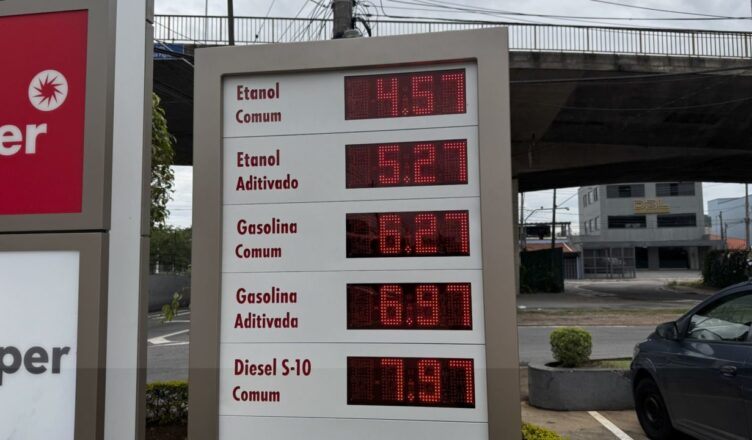 per
per
Etanol
Comum
4.57
Etanol
Aditivado
5.27
Gasolina
Comum
6.27
Gasolina
Aditivada
6.97
Diesel S-10
Comum
7.97